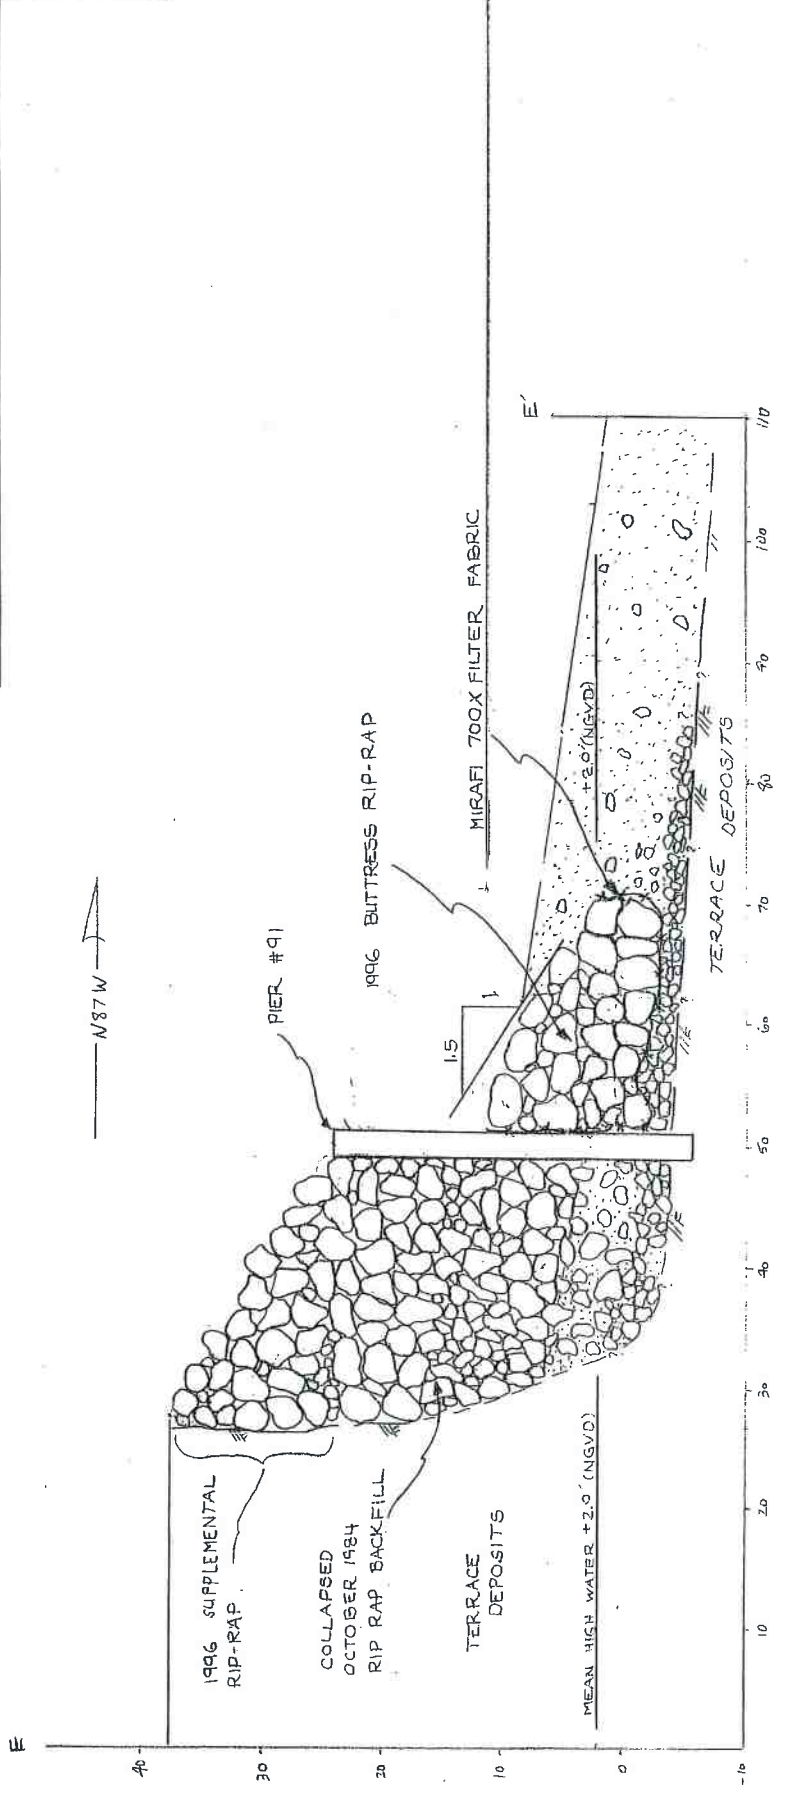 E
N87W
PIER #91
1996 BUTTRESS RIP-RAP
MIRAFI 700X FILTER FABRIC
E'
1.5
1
1996 SUPPLEMENTAL
RIP-RAP.
COLLAPSED
OCTOBER 1984
RIP RAP BACKFILL
TERRACE
DEPOSITS
MEAN HIGH WATER +2.0' (NGVD)
+2.0' (NGVD)
?
?
?
?
?
TERRACE DEPOSITS
40
30
20
10
0
-10
10
20
30
40
50
60
70
80
90
100
110